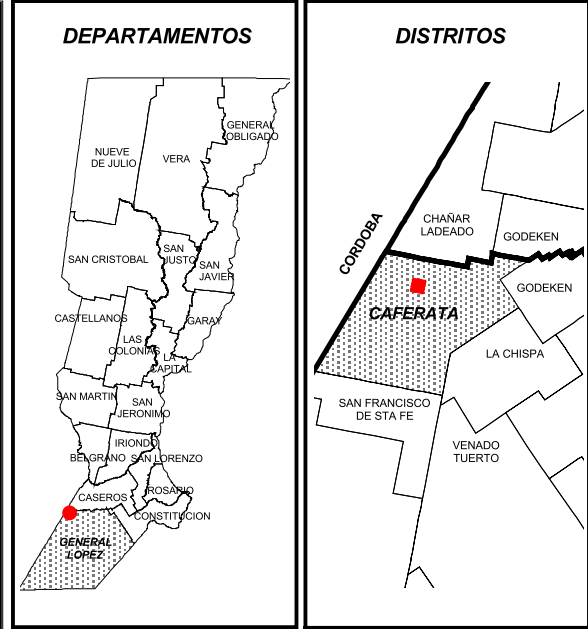 DEPARTAMENTOS
NUEVE
DE JULIO
VERA
GENERAL
OBLIGADO
SAN CRISTOBAL
SAN
JUSTO
SAN
JAVIER
CASTELLANOS
LAS
COLONIAS
GARAY
LA
CAPITAL
SAN MARTIN
SAN
JERONIMO
IRIONDO
BELGRANO
SAN LORENZO
CASEROS
ROSARIO
CONSTITUCION
GENERAL
LOPEZ
DISTRITOS
CORDOBA
CHAÑAR
LADEADO
GODEKEN
GODEKEN
CAFERATA
LA CHISPA
SAN FRANCISCO
DE STA FE
VENADO
TUERTO